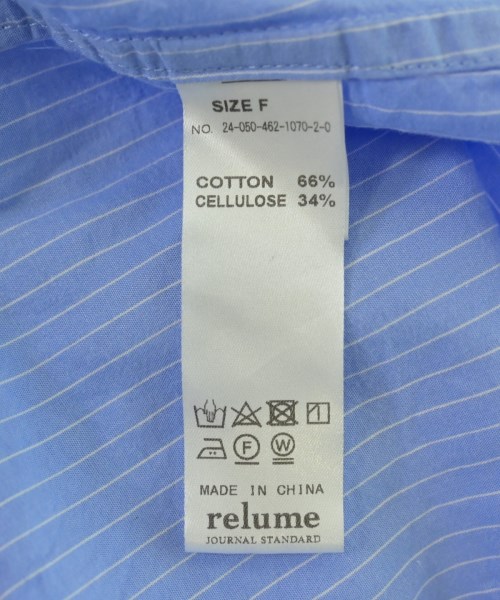 SIZE F
NO. 24-050-462-1070-2-0
COTTON 66%
CELLULOSE 34%
F W
MADE IN CHINA
relume
JOURNAL STANDARD